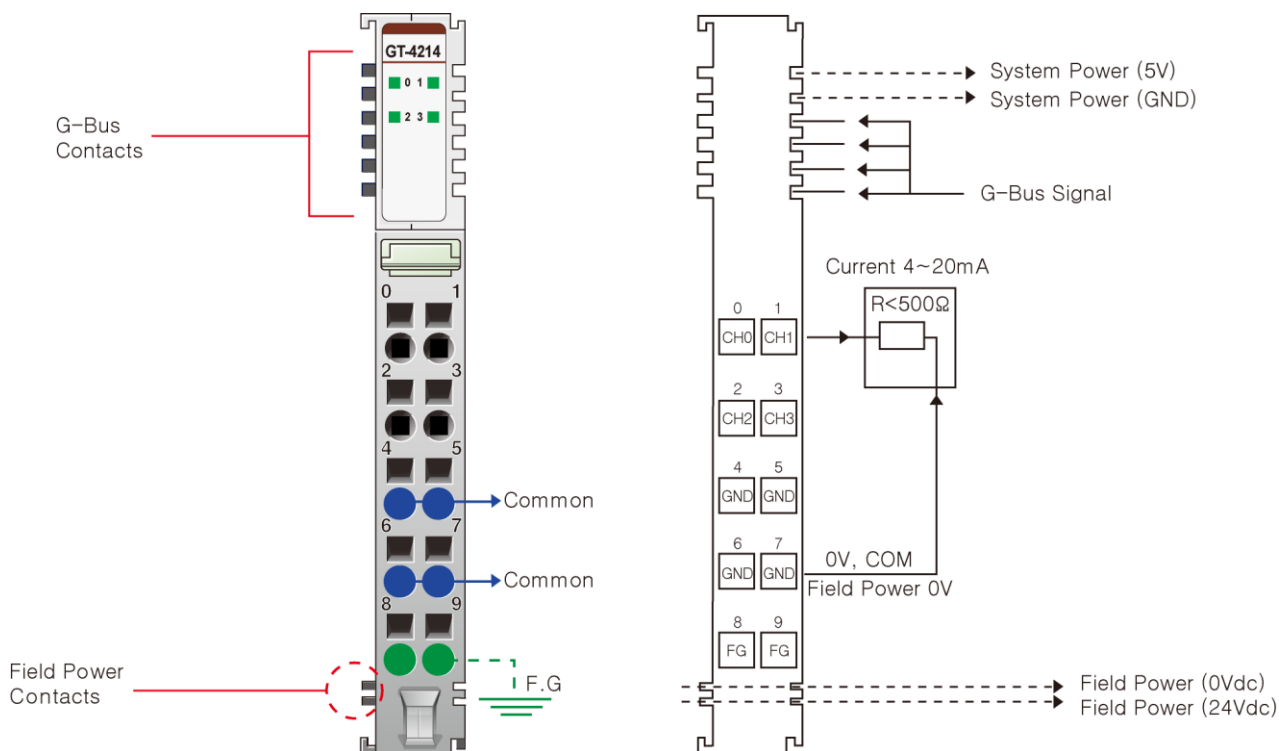 GT-4214
0 1
2 3
G-Bus
Contacts
0 1
2 3
4 5
Common
6 7
Common
8 9
F.G
Field Power
Contacts
System Power (5V)
System Power (GND)
G-Bus Signal
Current 4~20mA
R<500Ω
0 1
CH0 CH1
2 3
CH2 CH3
4 5
GND GND
6 7
GND GND
0V, COM
Field Power 0V
8 9
FG FG
Field Power (0Vdc)
Field Power (24Vdc)